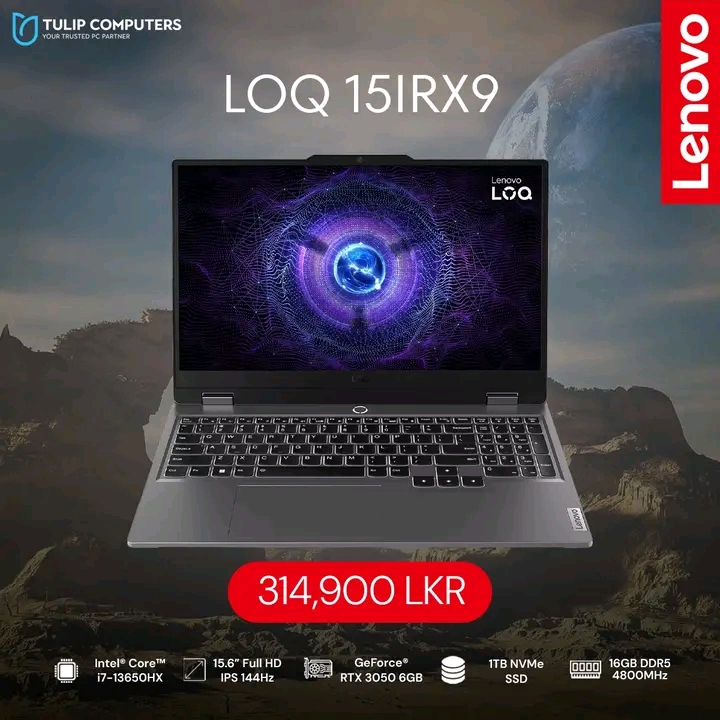 TULIP COMPUTERS
YOUR TRUSTED PC PARTNER
Lenovo
LOQ 15IRX9
Lenovo
LOQ
Lenovo
314,900 LKR
Intel® Core™
i7-13650HX
15.6” Full HD
IPS 144Hz
GeForce®
RTX 3050 6GB
1TB NVMe
SSD
16GB DDR5
4800MHz